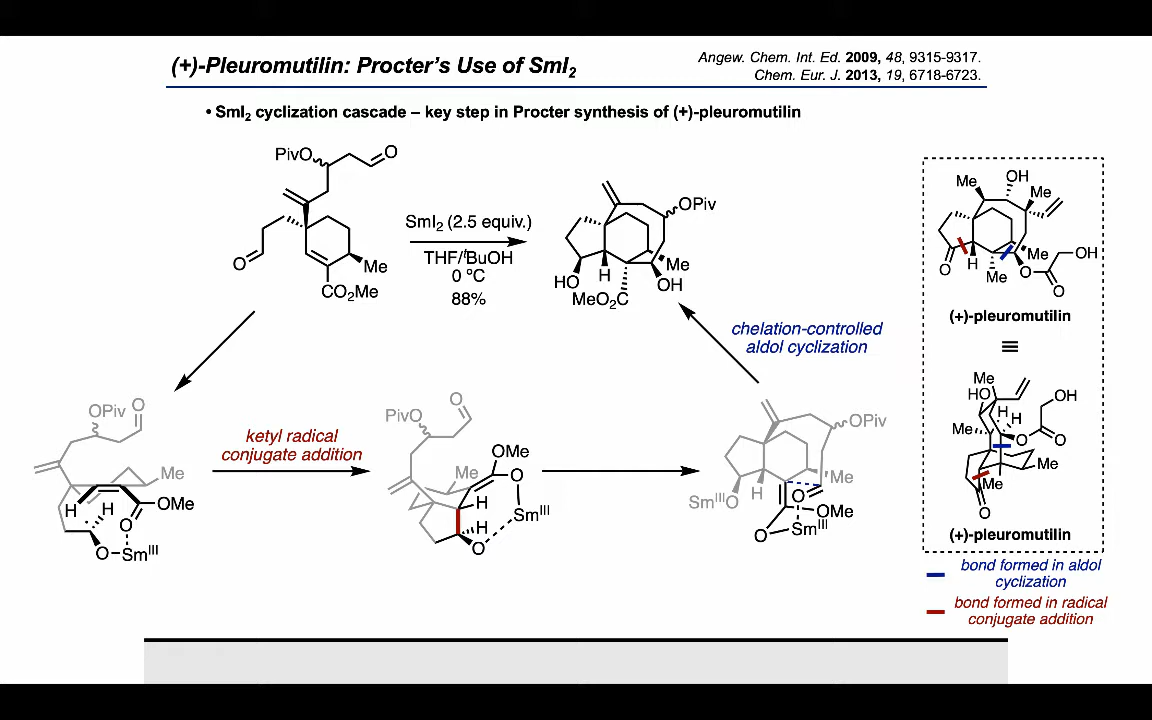 (+)-Pleuromutilin: Procter's Use of SmI₂
Angew. Chem. Int. Ed. 2009, 48, 9315-9317.
Chem. Eur. J. 2013, 19, 6718-6723.
• SmI₂ cyclization cascade – key step in Procter synthesis of (+)-pleuromutilin
PivO
O
O
Me
CO₂Me
SmI₂ (2.5 equiv.)
THF/ᵗBuOH
0 ºC
88%
OPiv
HO
H
Me
OH
MeO₂C
chelation-controlled
aldol cyclization
OPiv
O
Me
H
H
OMe
O
O
Smᴵᴵᴵ
ketyl radical
conjugate addition
PivO
O
Me
OMe
O
H
H
Smᴵᴵᴵ
O
OPiv
Me
SmᴵᴵᴵO
H
O
OMe
O
Smᴵᴵᴵ
Me
OH
Me
O
H
Me
Me
O
OH
O
(+)-pleuromutilin
≡
Me
HO
H
H
OH
Me
O
O
Me
Me
O
(+)-pleuromutilin
bond formed in aldol
cyclization
bond formed in radical
conjugate addition